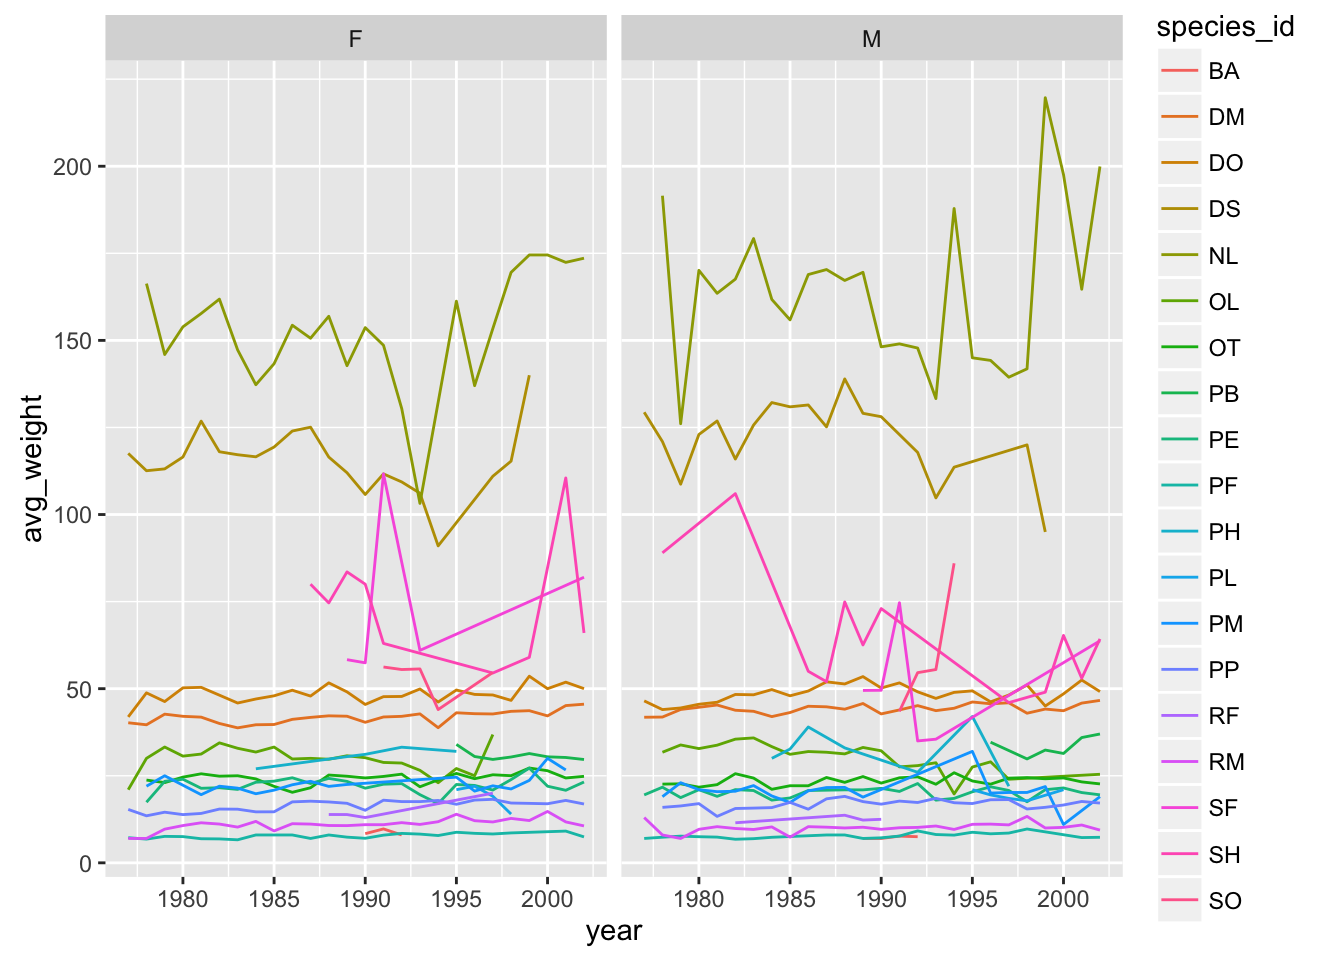 F
M
200
150
100
50
0
avg_weight
1980 1985 1990 1995 2000
1980 1985 1990 1995 2000
year
species_id
BA
DM
DO
DS
NL
OL
OT
PB
PE
PF
PH
PL
PM
PP
RF
RM
SF
SH
SO